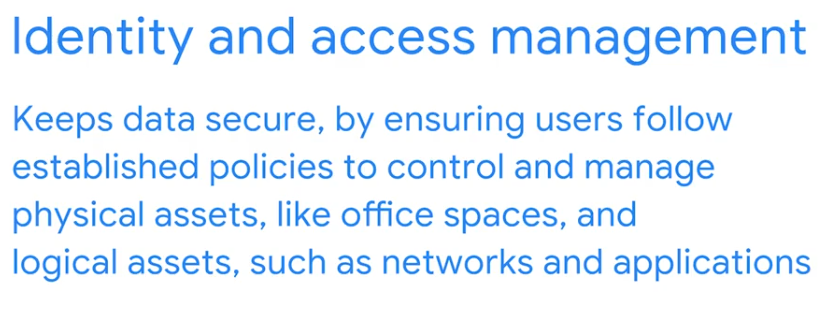 Identity and access management
Keeps data secure, by ensuring users follow
established policies to control and manage
physical assets, like office spaces, and
logical assets, such as networks and applications